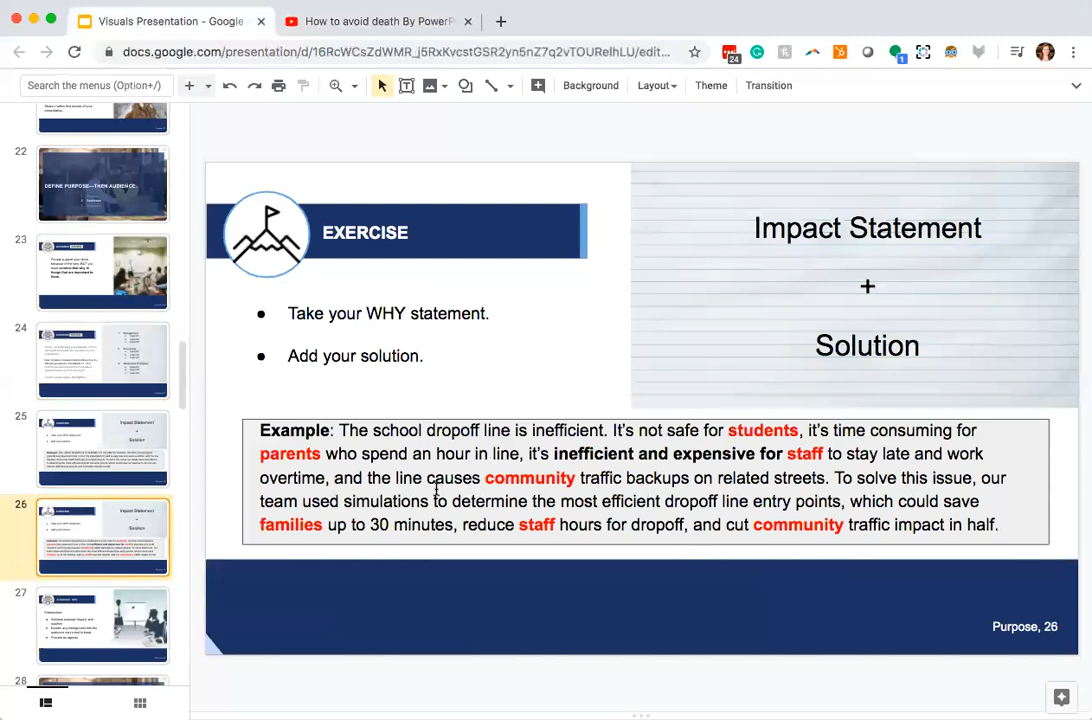 Visuals Presentation - Google
How to avoid death By PowerP
docs.google.com/presentation/d/16RcWCsZdWMR_j5RxKvcstGSR2yn5nZ7q2vTOURelhLU/edit...
24
1
Search the menus (Option+/)
Background
Layout
Theme
Transition
22
DEFINE PURPOSE—THEN AUDIENCE.
23
24
25
26
27
28
EXERCISE
Impact Statement
+
Solution
● Take your WHY statement.
● Add your solution.
Example: The school dropoff line is inefficient. It's not safe for students, it's time consuming for
parents who spend an hour in line, it's inefficient and expensive for staff to stay late and work
overtime, and the line causes community traffic backups on related streets. To solve this issue, our
team used simulations to determine the most efficient dropoff line entry points, which could save
families up to 30 minutes, reduce staff hours for dropoff, and cut community traffic impact in half.
Purpose, 26